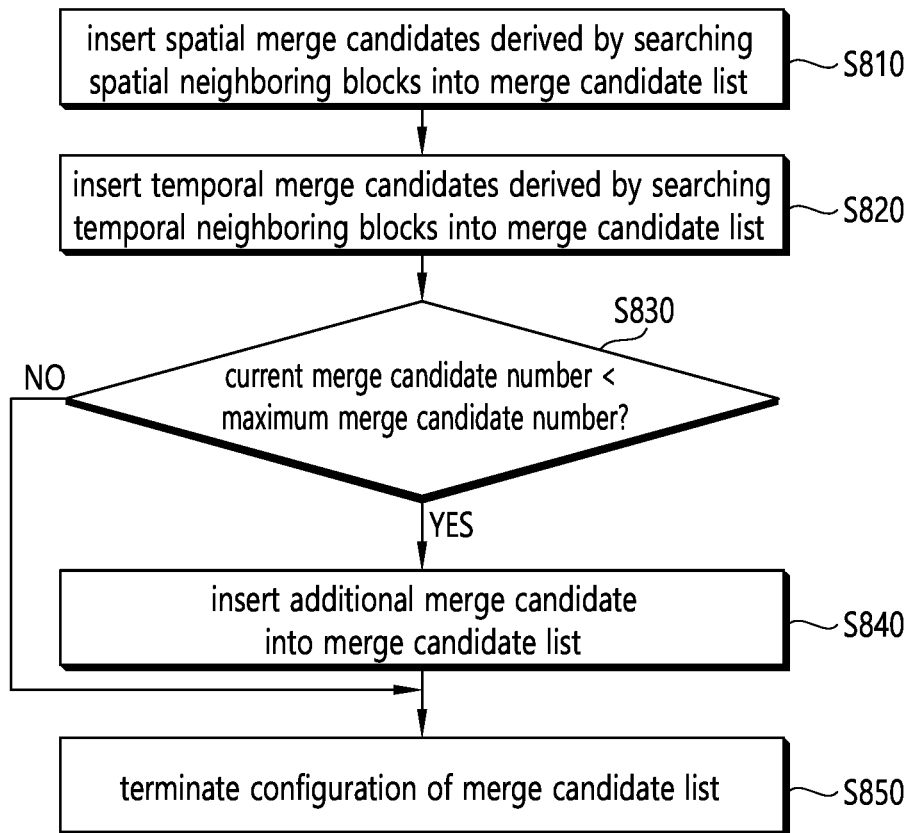 insert spatial merge candidates derived by searching
spatial neighboring blocks into merge candidate list
S810
insert temporal merge candidates derived by searching
temporal neighboring blocks into merge candidate list
S820
S830
current merge candidate number <
maximum merge candidate number?
NO
YES
insert additional merge candidate
into merge candidate list
S840
terminate configuration of merge candidate list
S850